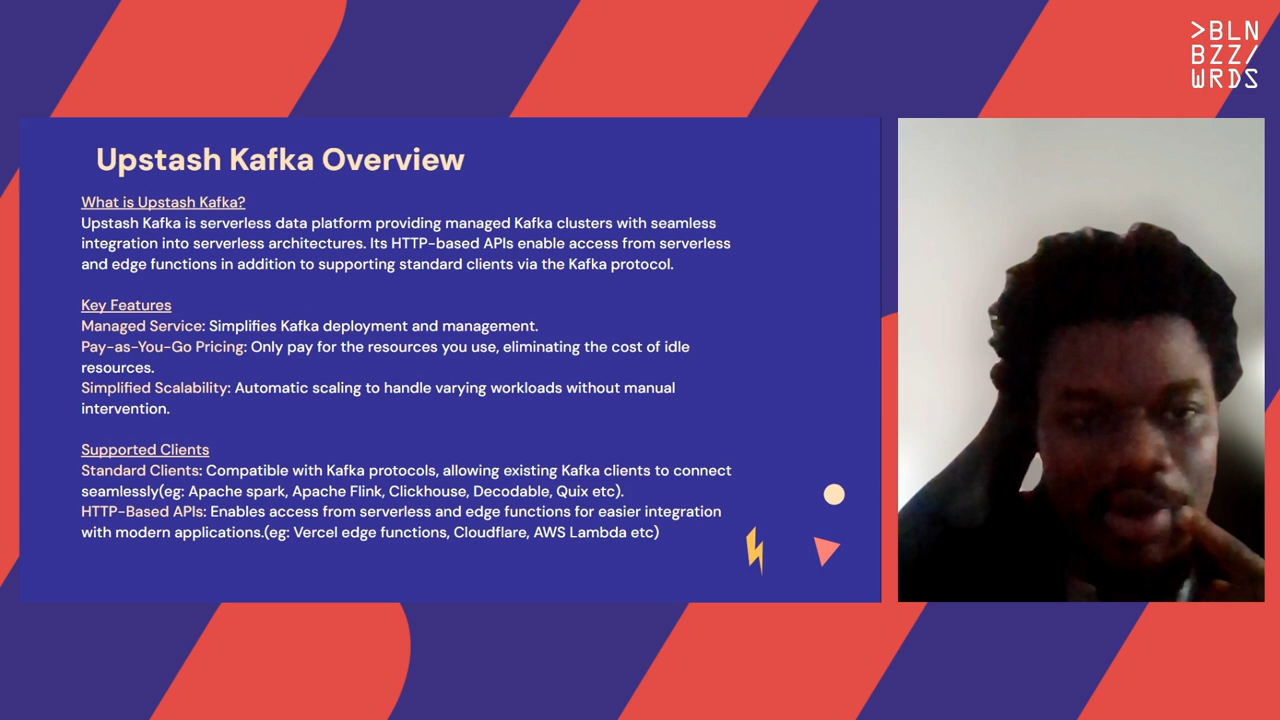 >BLN
BZZ/
WRDS
Upstash Kafka Overview
What is Upstash Kafka?
Upstash Kafka is serverless data platform providing managed Kafka clusters with seamless
integration into serverless architectures. Its HTTP-based APIs enable access from serverless
and edge functions in addition to supporting standard clients via the Kafka protocol.
Key Features
Managed Service: Simplifies Kafka deployment and management.
Pay-as-You-Go Pricing: Only pay for the resources you use, eliminating the cost of idle
resources.
Simplified Scalability: Automatic scaling to handle varying workloads without manual
intervention.
Supported Clients
Standard Clients: Compatible with Kafka protocols, allowing existing Kafka clients to connect
seamlessly(eg: Apache spark, Apache Flink, Clickhouse, Decodable, Quix etc).
HTTP-Based APIs: Enables access from serverless and edge functions for easier integration
with modern applications.(eg: Vercel edge functions, Cloudflare, AWS Lambda etc)